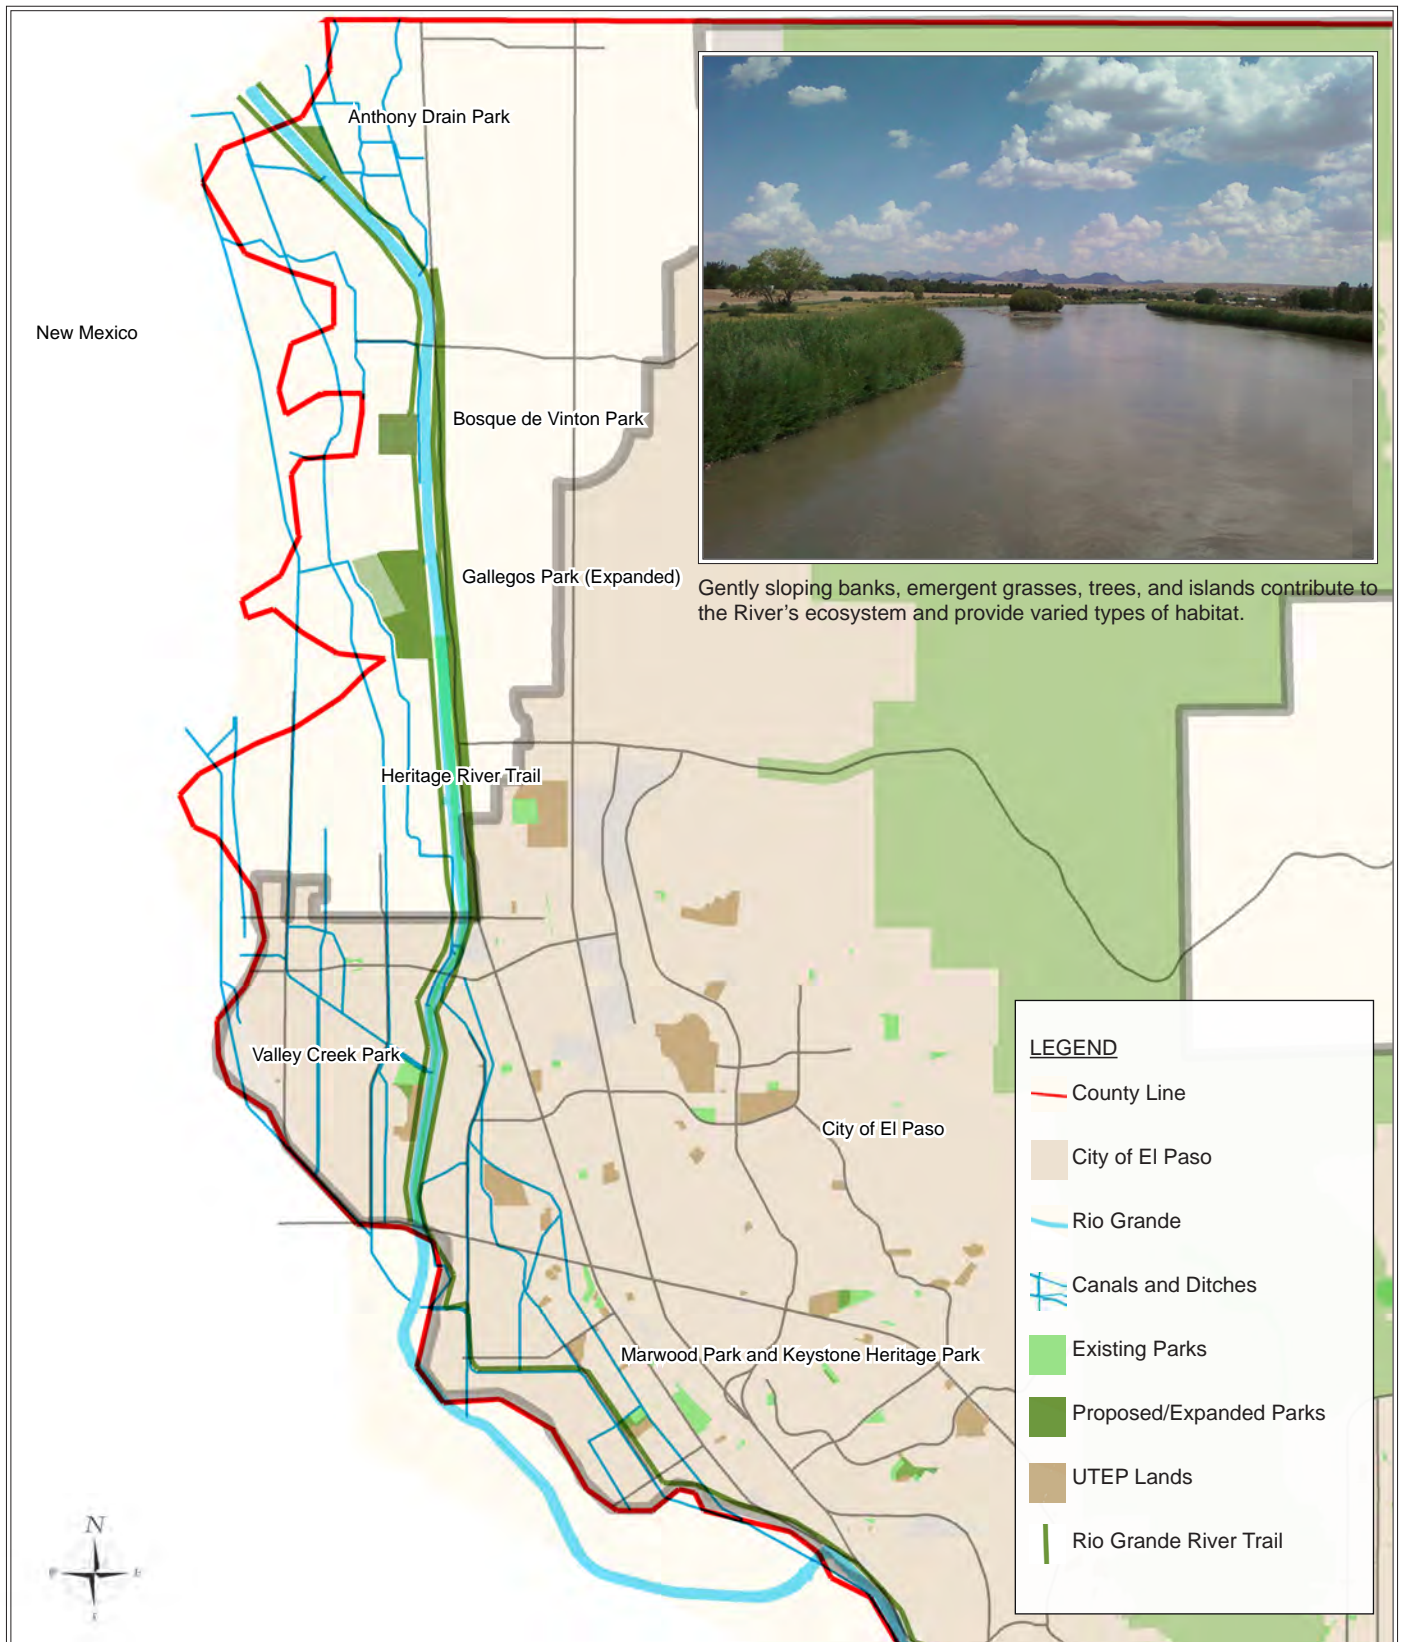 Anthony Drain Park
New Mexico
Bosque de Vinton Park
Gallegos Park (Expanded)
Gently sloping banks, emergent grasses, trees, and islands contribute to
the River's ecosystem and provide varied types of habitat.
Heritage River Trail
Valley Creek Park
City of El Paso
Marwood Park and Keystone Heritage Park
LEGEND
County Line
City of El Paso
Rio Grande
Canals and Ditches
Existing Parks
Proposed/Expanded Parks
UTEP Lands
Rio Grande River Trail
N